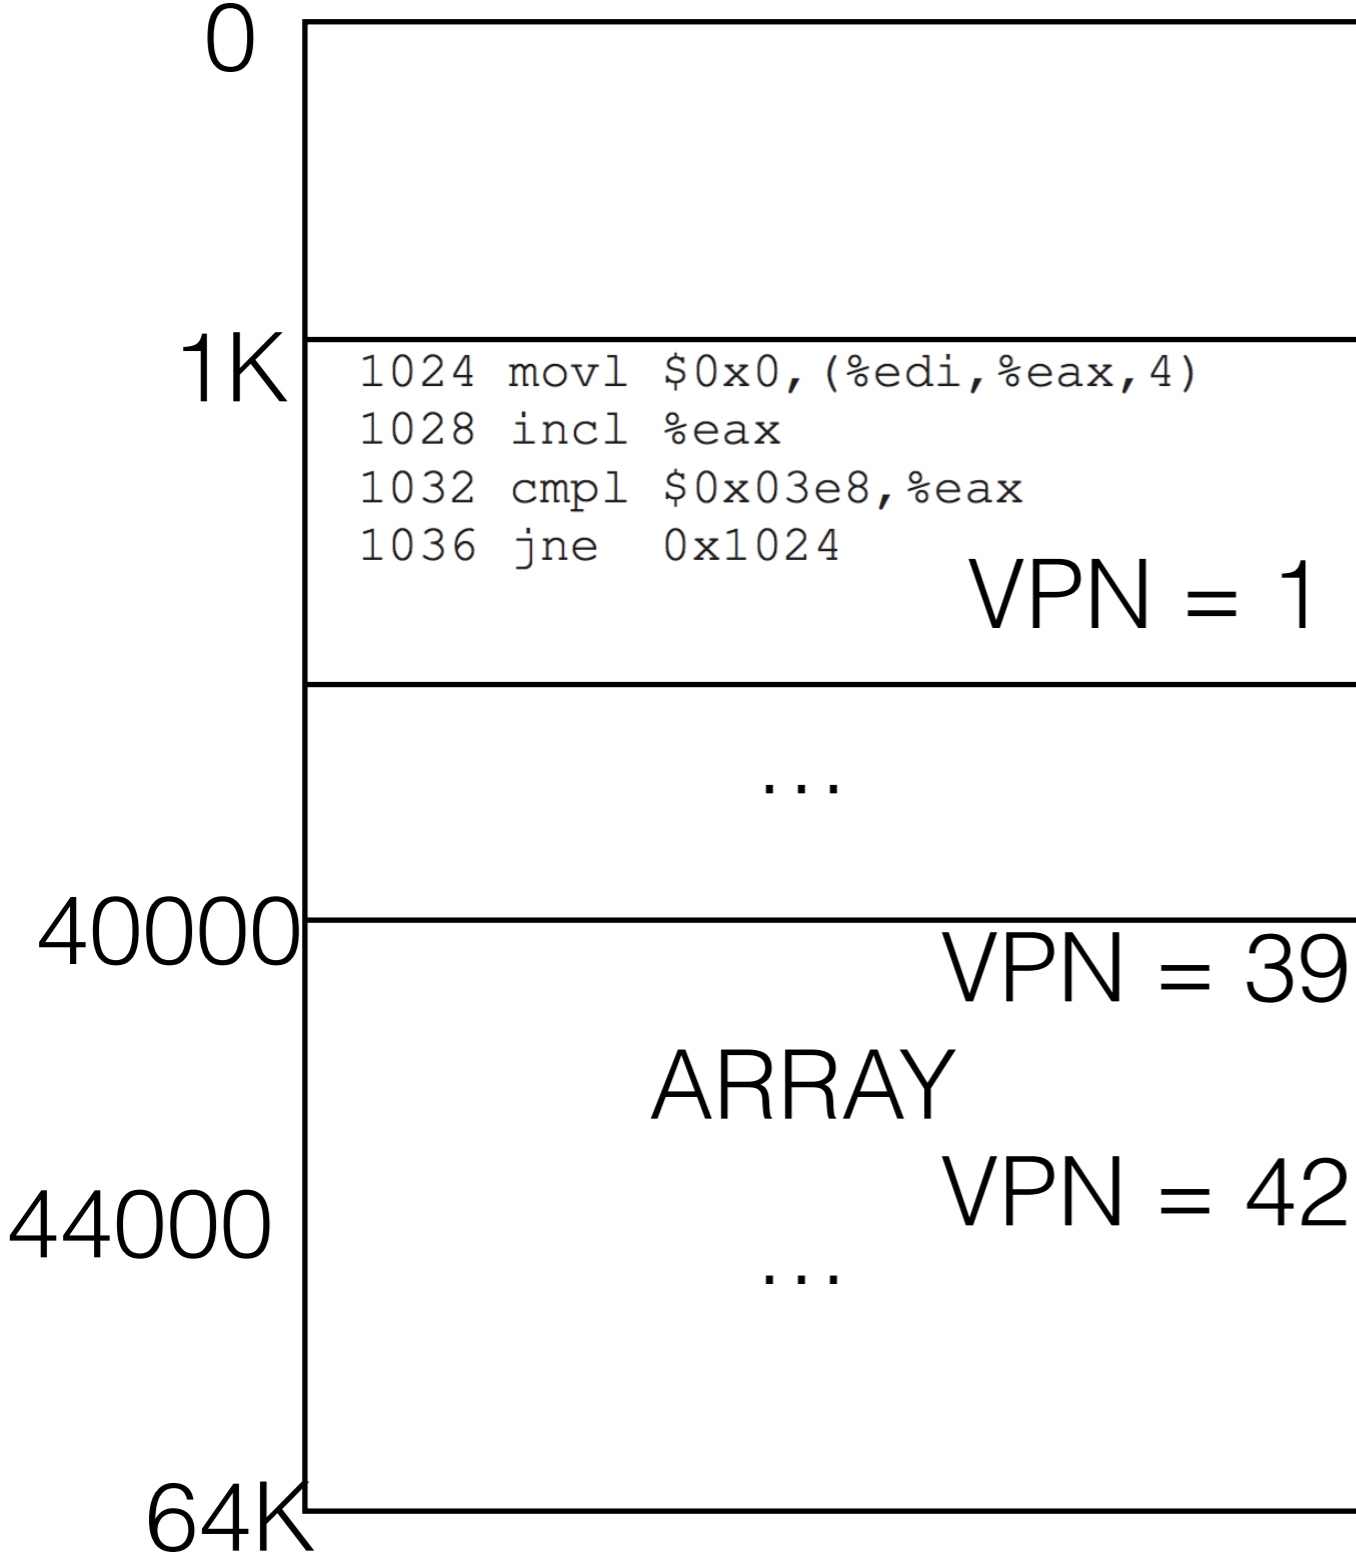 0
1K
1024 movl $0x0,(%edi,%eax,4)
1028 incl %eax
1032 cmpl $0x03e8,%eax
1036 jne 0x1024
VPN = 1
...
40000
VPN = 39
ARRAY
VPN = 42
44000
...
64K